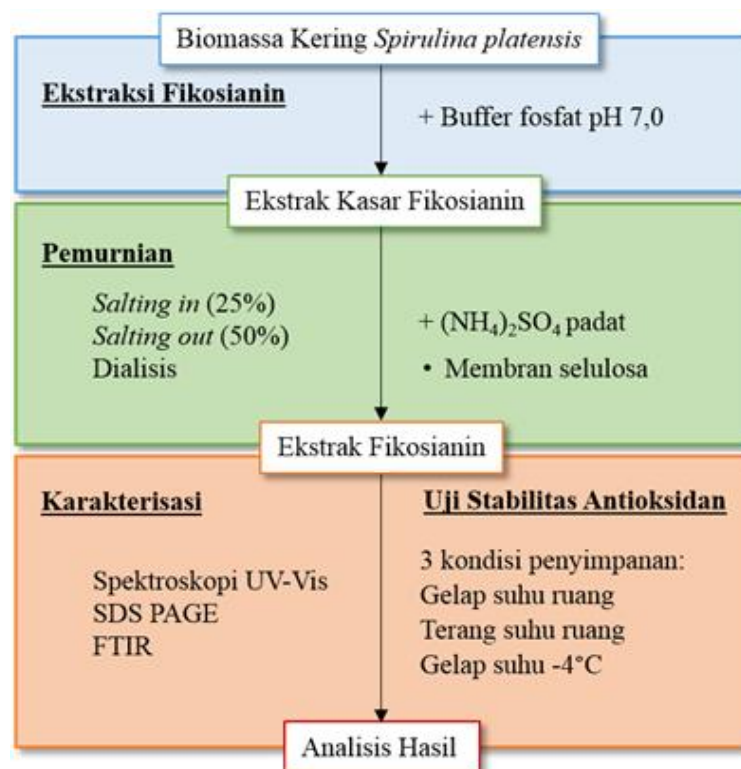 Biomassa Kering Spirulina platensis
Ekstraksi Fikosianin
+ Buffer fosfat pH 7,0
Ekstrak Kasar Fikosianin
Pemurnian
Salting in (25%)
Salting out (50%)
Dialisis
+ (NH₄)₂SO₄ padat
• Membran selulosa
Ekstrak Fikosianin
Karakterisasi
Spektroskopi UV-Vis
SDS PAGE
FTIR
Uji Stabilitas Antioksidan
3 kondisi penyimpanan:
Gelap suhu ruang
Terang suhu ruang
Gelap suhu -4°C
Analisis Hasil